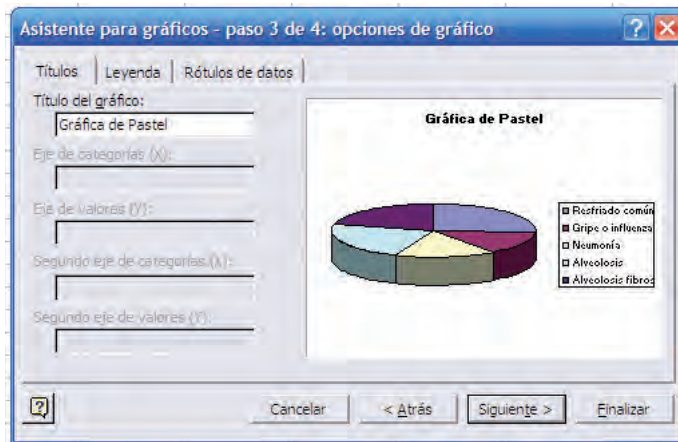 Asistente para gráficos - paso 3 de 4: opciones de gráfico
Títulos
Leyenda
Rótulos de datos
Título del gráfico:
Gráfica de Pastel
Eje de categorías (X):
Eje de valores (Y):
Segundo eje de categorías (X):
Segundo eje de valores (Y):
Gráfica de Pastel
Resfriado común
Gripe o influenza
Neumonía
Alveolosis
Alveolosis fibros
Cancelar
< Atrás
Siguiente >
Finalizar